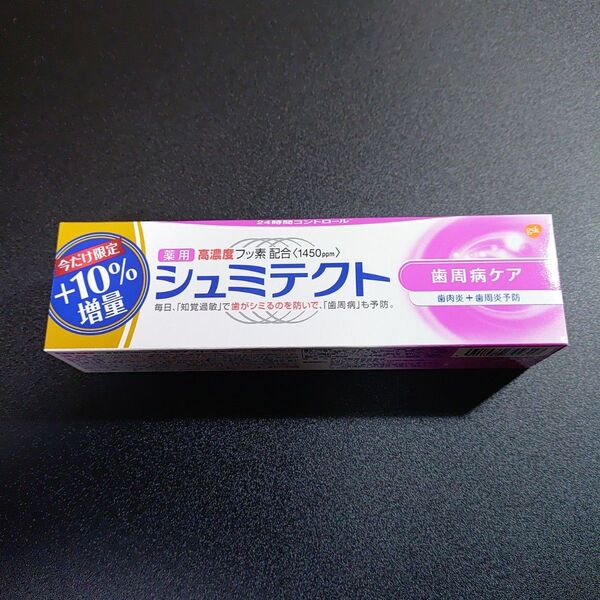 24時間コントロール
今だけ限定
+10%
増量
薬用 高濃度フッ素 配合〈1450ppm〉
シュミテクト
毎日、「知覚過敏」で歯がシミるのを防いで、「歯周病」も予防。
gsk
歯周病ケア
歯肉炎+歯周炎予防